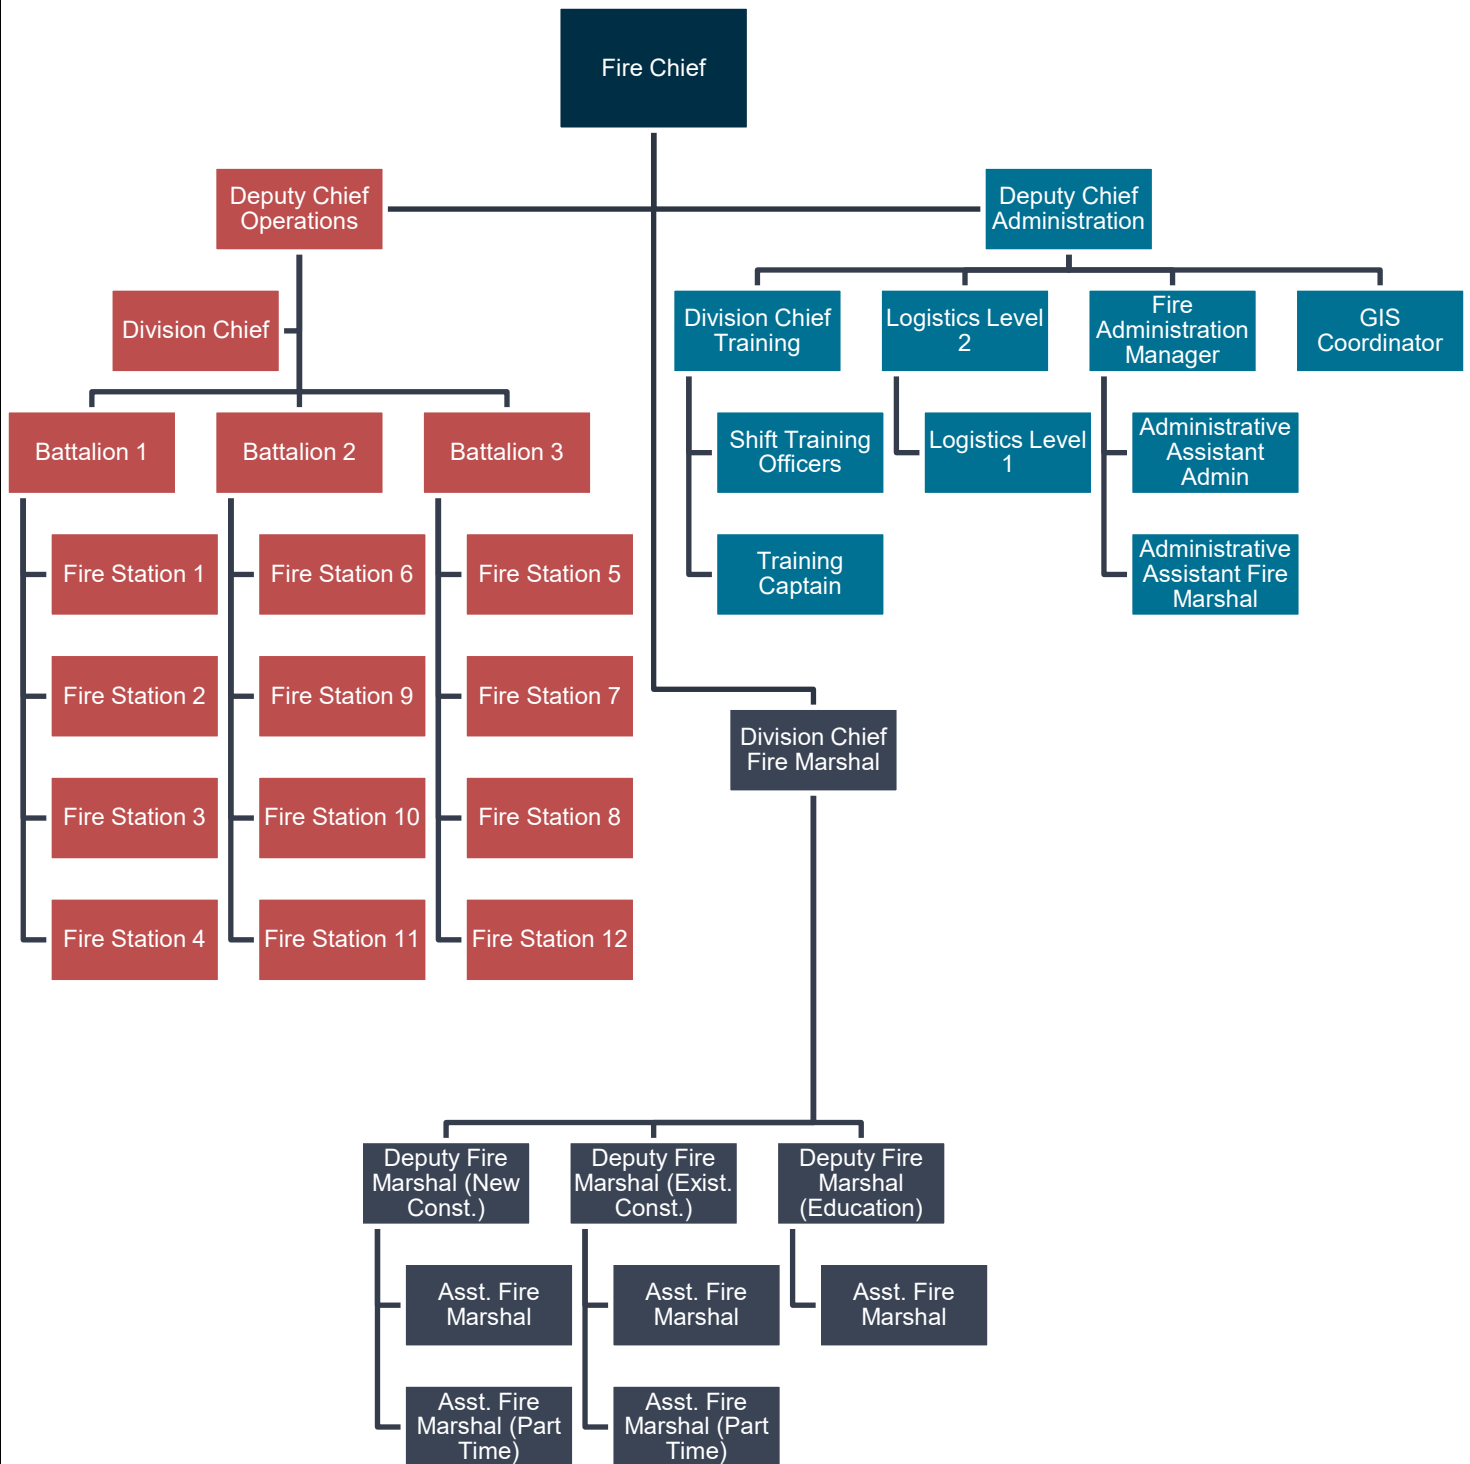 Fire Chief
Deputy Chief
Operations
Deputy Chief
Administration
Division Chief
Division Chief
Training
Logistics Level
2
Fire
Administration
Manager
GIS
Coordinator
Battalion 1
Battalion 2
Battalion 3
Shift Training
Officers
Logistics Level
1
Administrative
Assistant
Admin
Fire Station 1
Fire Station 6
Fire Station 5
Training
Captain
Administrative
Assistant Fire
Marshal
Fire Station 2
Fire Station 9
Fire Station 7
Division Chief
Fire Marshal
Fire Station 3
Fire Station 10
Fire Station 8
Fire Station 4
Fire Station 11
Fire Station 12
Deputy Fire
Marshal (New
Const.)
Deputy Fire
Marshal (Exist.
Const.)
Deputy Fire
Marshal
(Education)
Asst. Fire
Marshal
Asst. Fire
Marshal
Asst. Fire
Marshal
Asst. Fire
Marshal (Part
Time)
Asst. Fire
Marshal (Part
Time)